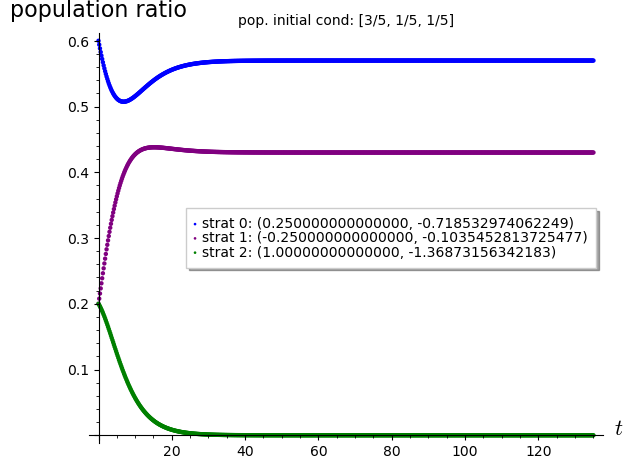 population ratio
pop. initial cond: [3/5, 1/5, 1/5]
0.6
0.5
0.4
0.3
0.2
0.1
strat 0: (0.250000000000000, -0.718532974062249)
strat 1: (-0.250000000000000, -0.1035452813725477)
strat 2: (1.00000000000000, -1.36873156342183)
20 40 60 80 100 120
t